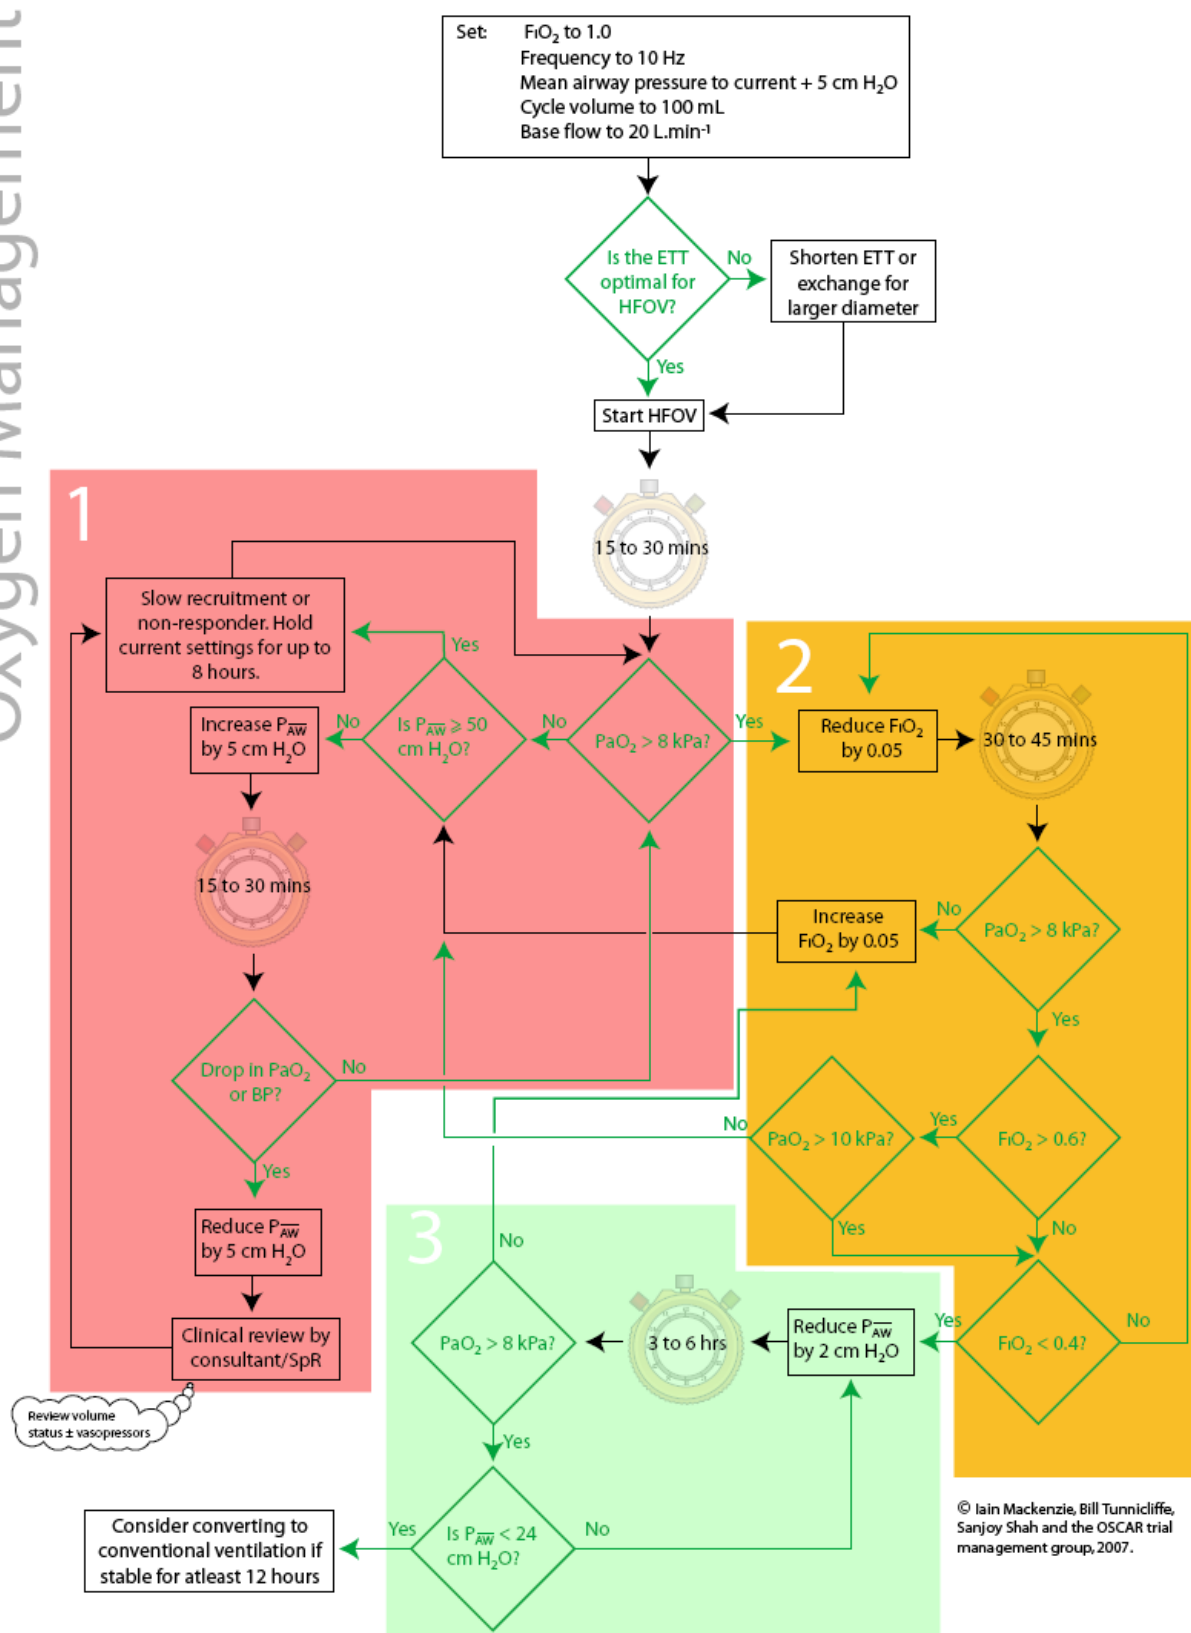 Oxygen Management
Set: FiO2 to 1.0
Frequency to 10 Hz
Mean airway pressure to current + 5 cm H2O
Cycle volume to 100 mL
Base flow to 20 L.min-1
Is the ETT
optimal for
HFOV?
No
Shorten ETT or
exchange for
larger diameter
Yes
Start HFOV
15 to 30 mins
1
Slow recruitment or
non-responder. Hold
current settings for up to
8 hours.
Yes
Increase PAW
by 5 cm H2O
No
Is PAW ⩾ 50
cm H2O?
No
PaO2 > 8 kPa?
Yes
15 to 30 mins
Drop in PaO2
or BP?
No
Yes
Reduce PAW
by 5 cm H2O
Clinical review by
consultant/SpR
Review volume
status ± vasopressors
2
Reduce FiO2
by 0.05
30 to 45 mins
PaO2 > 8 kPa?
No
Increase
FiO2 by 0.05
Yes
FiO2 > 0.6?
Yes
PaO2 > 10 kPa?
No
Yes
No
FiO2 < 0.4?
No
Yes
3
Reduce PAW
by 2 cm H2O
3 to 6 hrs
PaO2 > 8 kPa?
No
Yes
Is PAW < 24
cm H2O?
No
Yes
Consider converting to
conventional ventilation if
stable for atleast 12 hours
© Iain Mackenzie, Bill Tunnicliffe,
Sanjoy Shah and the OSCAR trial
management group, 2007.